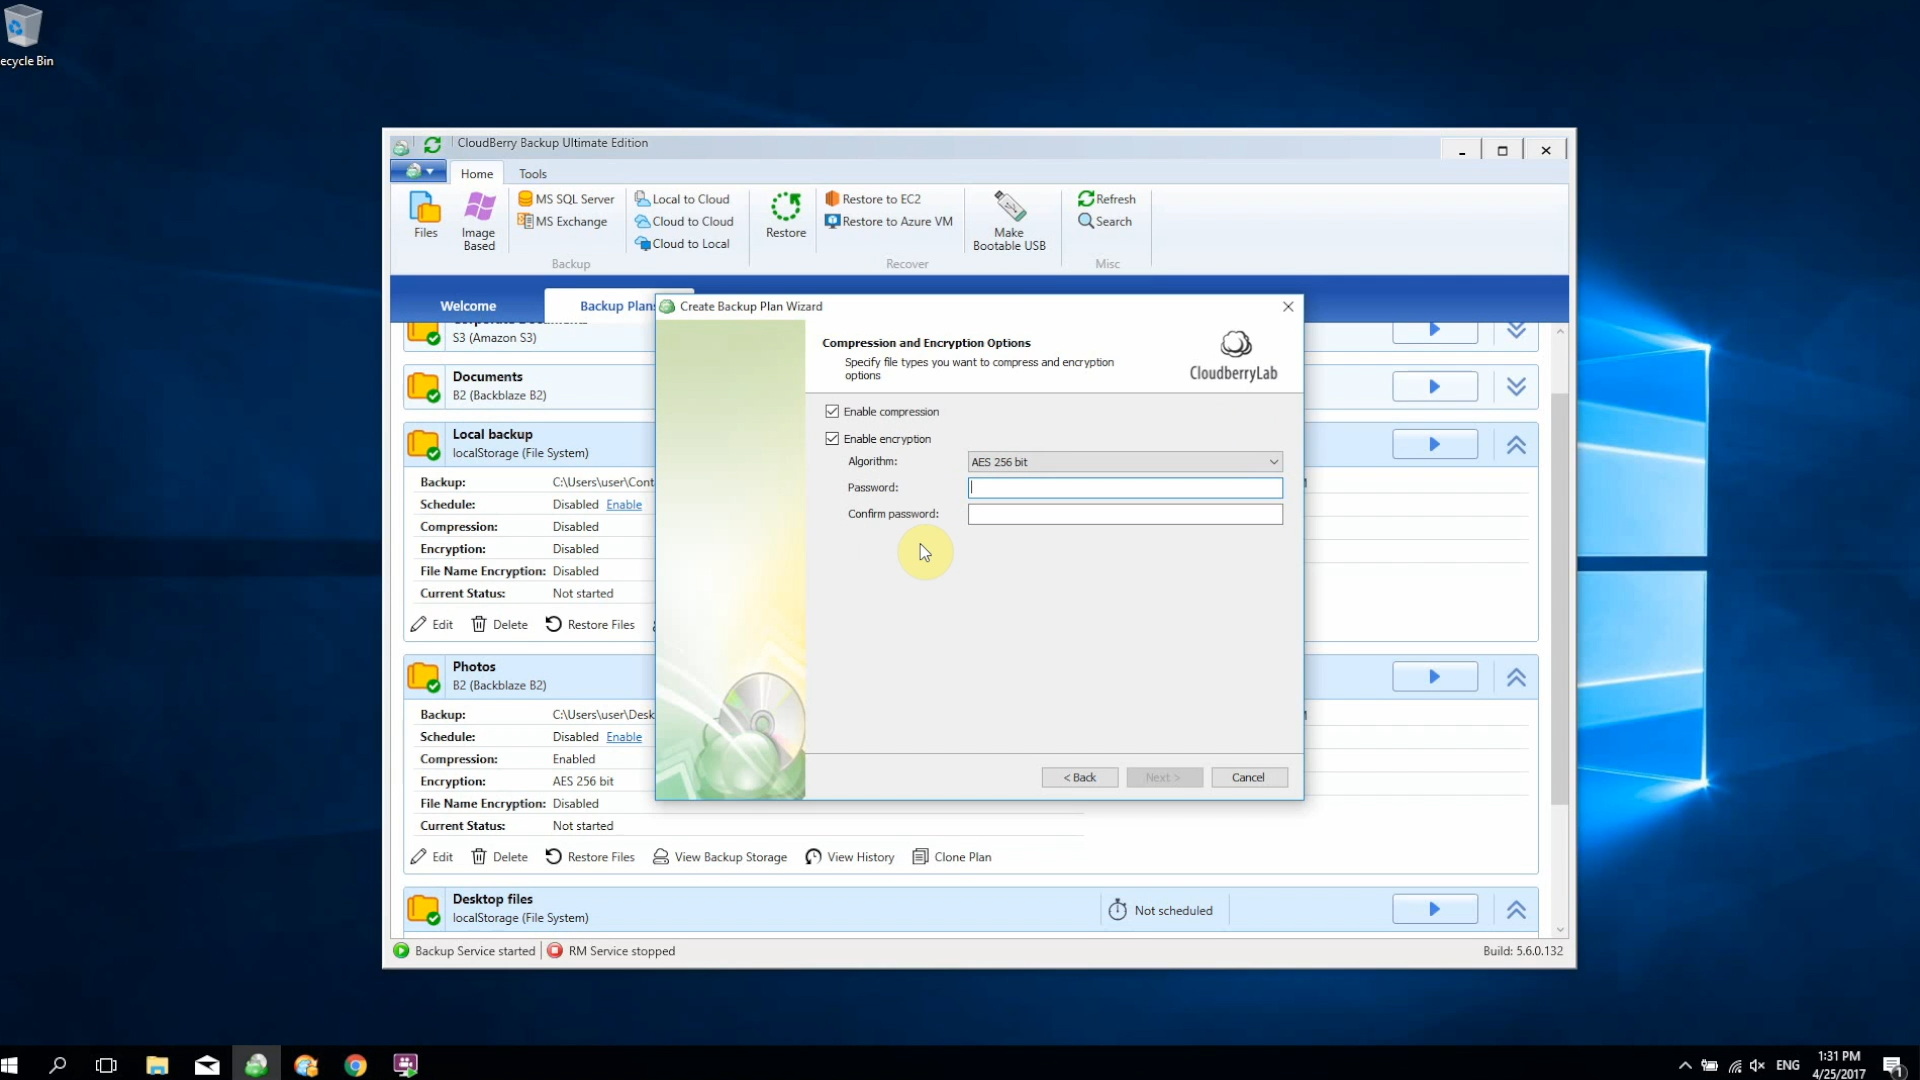 ecycle Bin
CloudBerry Backup Ultimate Edition
Home
Tools
Files
Image
Based
MS SQL Server
MS Exchange
Local to Cloud
Cloud to Cloud
Cloud to Local
Backup
Restore
Restore to EC2
Restore to Azure VM
Make
Bootable USB
Recover
Refresh
Search
Misc
Welcome
Backup Plans
S3 (Amazon S3)
Documents
B2 (Backblaze B2)
Local backup
localStorage (File System)
Backup: C:\Users\user\Cont
Schedule: Disabled Enable
Compression: Disabled
Encryption: Disabled
File Name Encryption: Disabled
Current Status: Not started
Edit Delete Restore Files
Photos
B2 (Backblaze B2)
Backup: C:\Users\user\Desk
Schedule: Disabled Enable
Compression: Enabled
Encryption: AES 256 bit
File Name Encryption: Disabled
Current Status: Not started
Edit Delete Restore Files View Backup Storage View History Clone Plan
Desktop files
localStorage (File System)
Not scheduled
Backup Service started
RM Service stopped
Build: 5.6.0.132
Create Backup Plan Wizard
Compression and Encryption Options
Specify file types you want to compress and encryption
options
CloudberryLab
Enable compression
Enable encryption
Algorithm: AES 256 bit
Password:
Confirm password:
< Back
Next >
Cancel
ENG
1:31 PM
4/25/2017
1